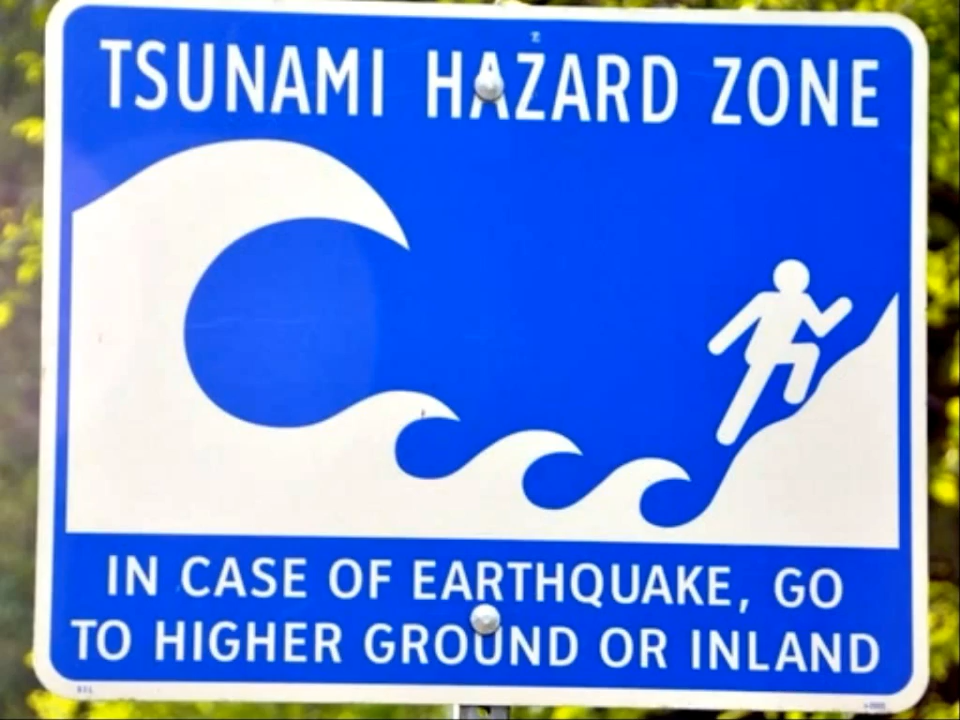 TSUNAMI HAZARD ZONE
IN CASE OF EARTHQUAKE, GO
TO HIGHER GROUND OR INLAND